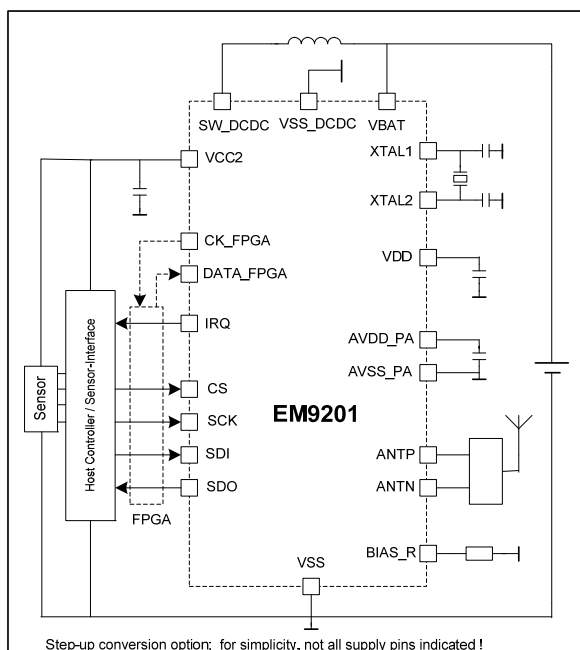 SW_DCDC
VSS_DCDC
VBAT
VCC2
XTAL1
XTAL2
CK_FPGA
DATA_FPGA
VDD
IRQ
AVDD_PA
AVSS_PA
Sensor
Host Controller / Sensor-Interface
CS
SCK
EM9201
SDI
SDO
ANTP
ANTN
FPGA
BIAS_R
VSS
Step-up conversion option; for simplicity, not all supply pins indicated !